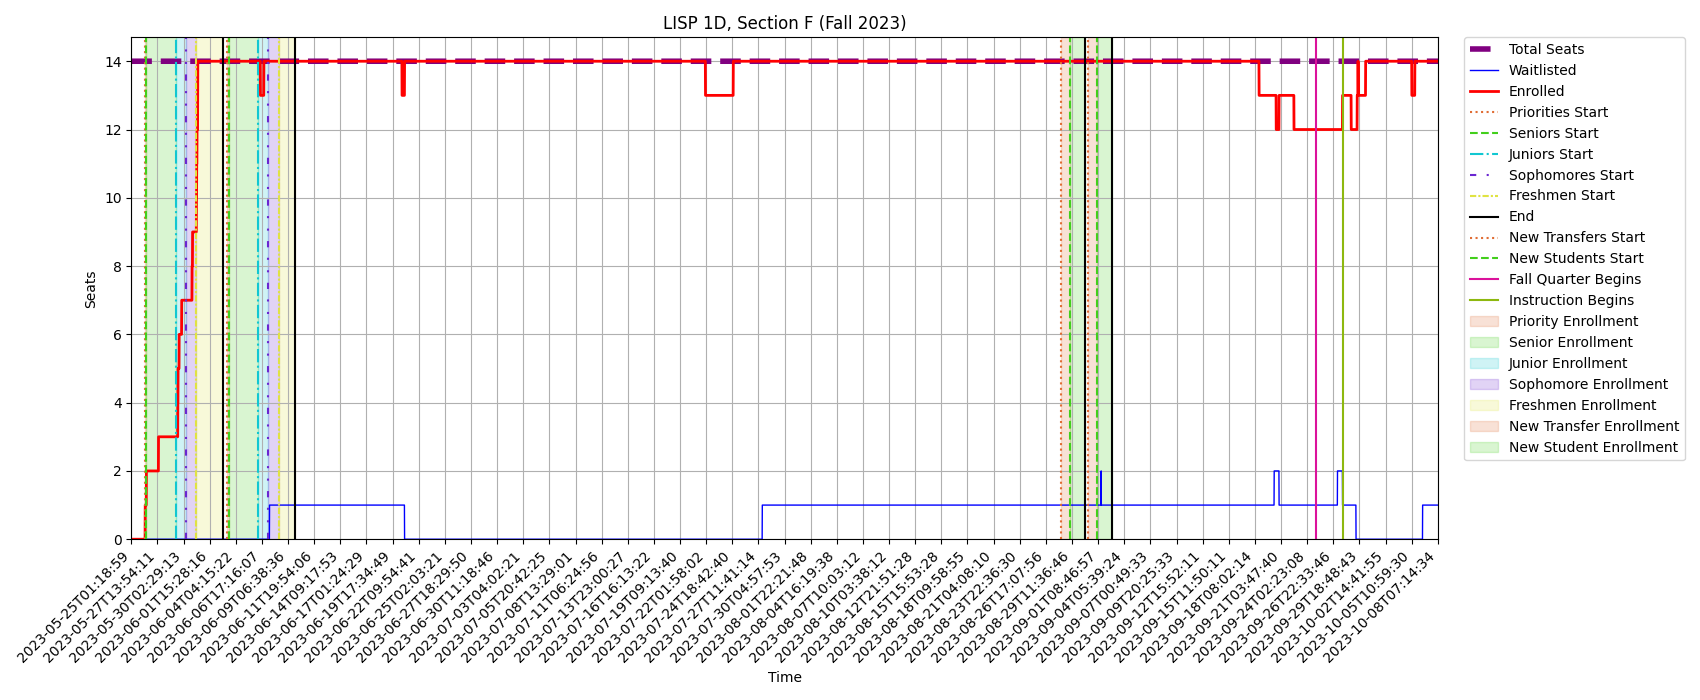 LISP 1D, Section F (Fall 2023)
14
12
10
8
6
4
2
0
Seats
2023-05-25T01:18:59
2023-05-27T13:54:11
2023-05-30T02:29:13
2023-06-01T15:28:16
2023-06-04T04:15:22
2023-06-06T17:16:07
2023-06-09T06:38:36
2023-06-11T19:54:06
2023-06-14T09:17:53
2023-06-17T01:24:29
2023-06-19T17:34:49
2023-06-22T09:54:41
2023-06-25T02:03:21
2023-06-27T18:29:50
2023-06-30T11:18:46
2023-07-03T04:02:21
2023-07-05T20:42:25
2023-07-08T13:29:01
2023-07-11T06:24:56
2023-07-13T23:00:27
2023-07-16T16:13:22
2023-07-19T09:13:40
2023-07-22T01:58:02
2023-07-24T18:42:40
2023-07-27T11:41:14
2023-07-30T04:57:53
2023-08-01T22:21:48
2023-08-04T16:19:38
2023-08-07T10:03:12
2023-08-10T03:38:12
2023-08-12T21:51:28
2023-08-15T15:53:28
2023-08-18T09:58:55
2023-08-21T04:08:10
2023-08-23T22:36:30
2023-08-26T17:07:56
2023-08-29T11:36:46
2023-09-01T08:46:57
2023-09-04T05:39:24
2023-09-07T00:49:33
2023-09-09T20:25:33
2023-09-12T15:52:11
2023-09-15T11:50:11
2023-09-18T08:02:14
2023-09-21T03:47:40
2023-09-24T02:23:08
2023-09-26T22:33:46
2023-09-29T18:48:43
2023-10-02T14:41:55
2023-10-05T10:59:30
2023-10-08T07:14:34
Time
Total Seats
Waitlisted
Enrolled
Priorities Start
Seniors Start
Juniors Start
Sophomores Start
Freshmen Start
End
New Transfers Start
New Students Start
Fall Quarter Begins
Instruction Begins
Priority Enrollment
Senior Enrollment
Junior Enrollment
Sophomore Enrollment
Freshmen Enrollment
New Transfer Enrollment
New Student Enrollment